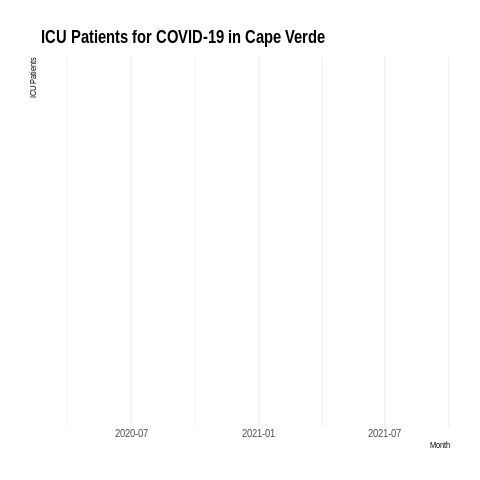 ICU Patients for COVID-19 in Cape Verde
ICU Patients
2020-07
2021-01
2021-07
Month